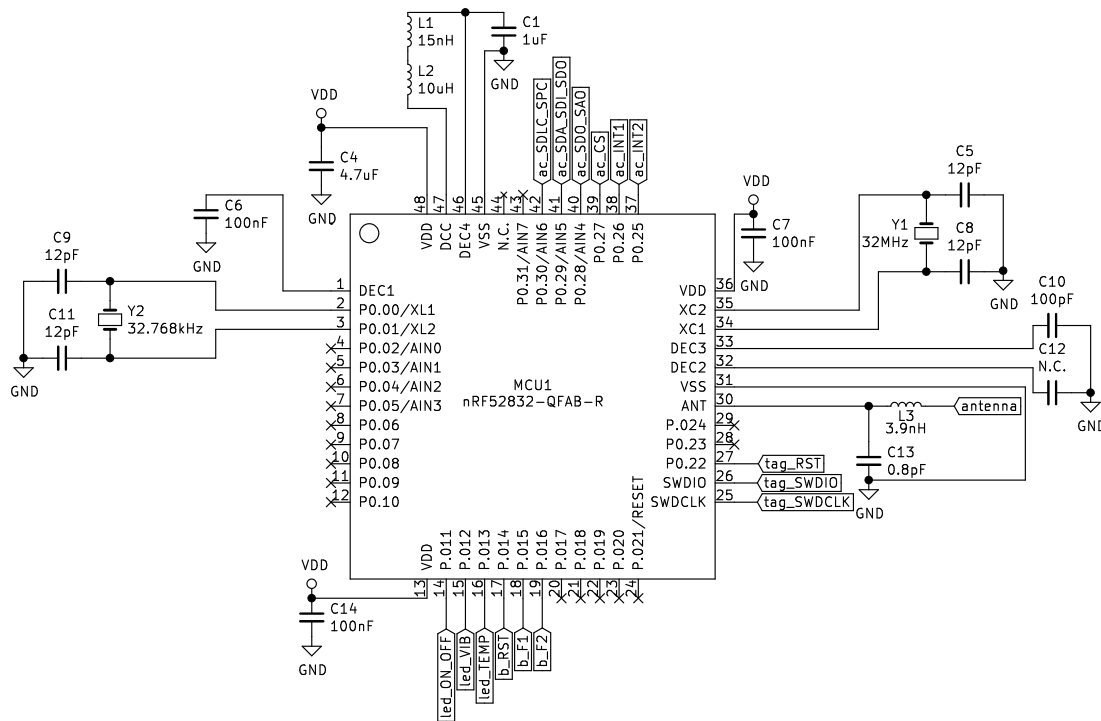 L1
15nH
L2
10uH
C1
1uF
GND
VDD
C4
4.7uF
GND
C6
100nF
GND
ac_SDLC_SPC
ac_SDA_SDI_SDO
ac_SDO_SAO
ac_CS
ac_INT1
ac_INT2
48
47
46
45
44
43
42
41
40
39
38
37
VDD
DCC
DEC4
VSS
N.C.
P0.31/AIN7
P0.30/AIN6
P0.29/AIN5
P0.28/AIN4
P0.27
P0.26
P0.25
VDD
C7
100nF
GND
C5
12pF
Y1
32MHz
C8
12pF
GND
C10
100pF
C12
N.C.
GND
C9
12pF
C11
12pF
Y2
32.768kHz
GND
1 DEC1
2 P0.00/XL1
3 P0.01/XL2
4 P0.02/AIN0
5 P0.03/AIN1
6 P0.04/AIN2
7 P0.05/AIN3
8 P0.06
9 P0.07
10 P0.08
11 P0.09
12 P0.10
MCU1
nRF52832-QFAB-R
VDD 36
XC2 35
XC1 34
DEC3 33
DEC2 32
VSS 31
ANT 30
P.024 29
P0.23 28
P0.22 27
SWDIO 26
SWDCLK 25
L3
3.9nH
antenna
C13
0.8pF
GND
tag_RST
tag_SWDIO
tag_SWDCLK
VDD
P.011
P.012
P.013
P.014
P.015
P.016
P.017
P.018
P.019
P.020
P.021/RESET
13
14
15
16
17
18
19
20
21
22
23
24
VDD
C14
100nF
GND
led_ON_OFF
led_VIB
led_TEMP
b_RST
b_F1
b_F2